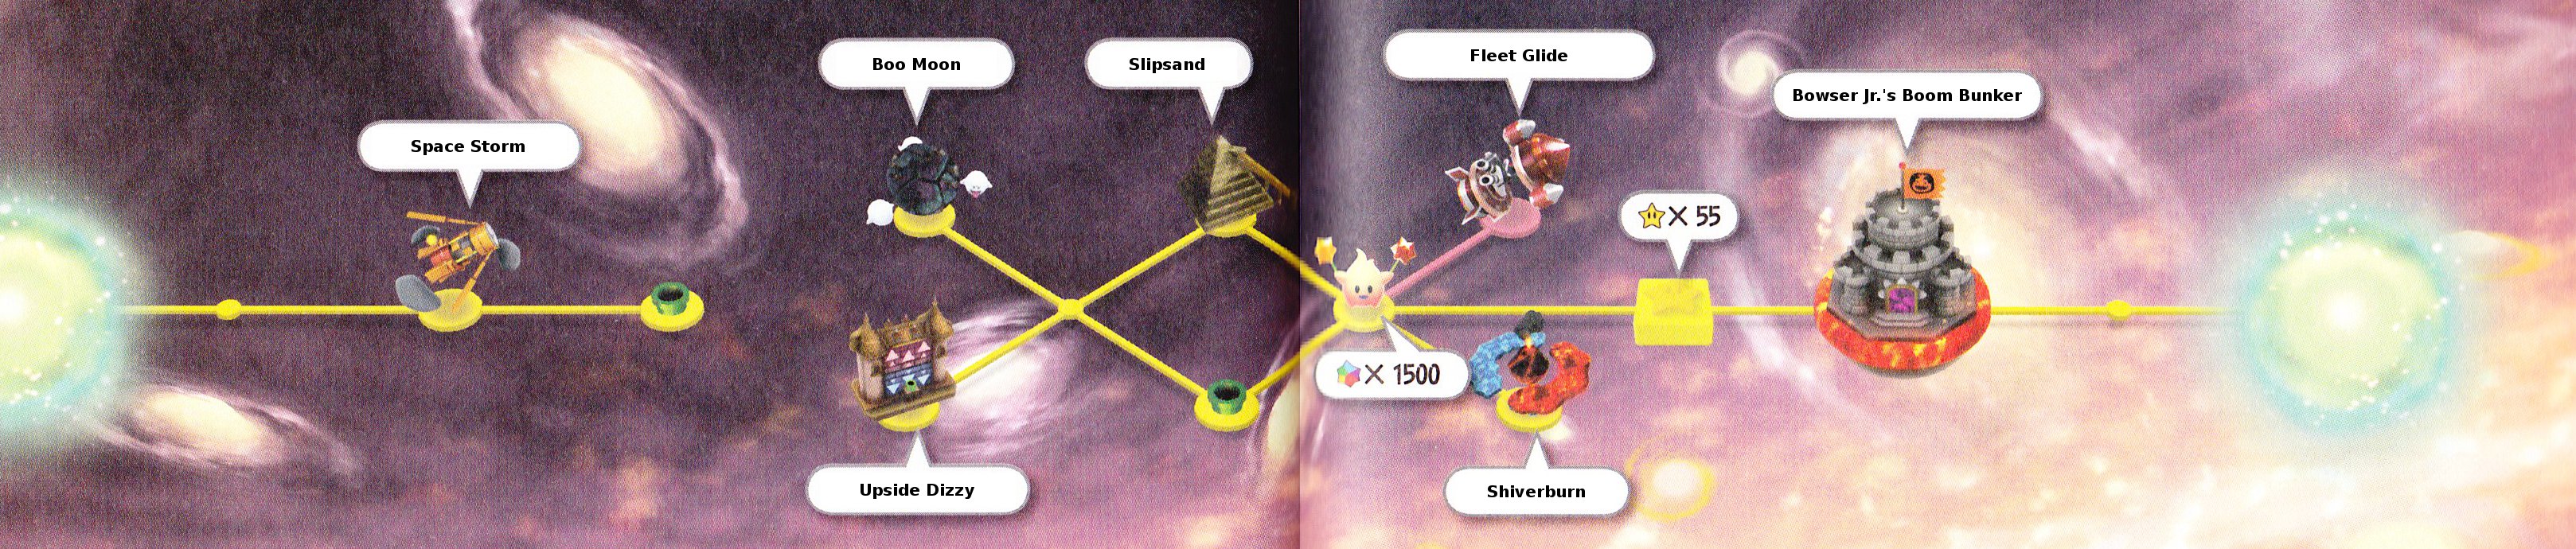 Boo Moon
Slipsand
Fleet Glide
Bowser Jr.'s Boom Bunker
Space Storm
X 55
X 1500
Upside Dizzy
Shiverburn